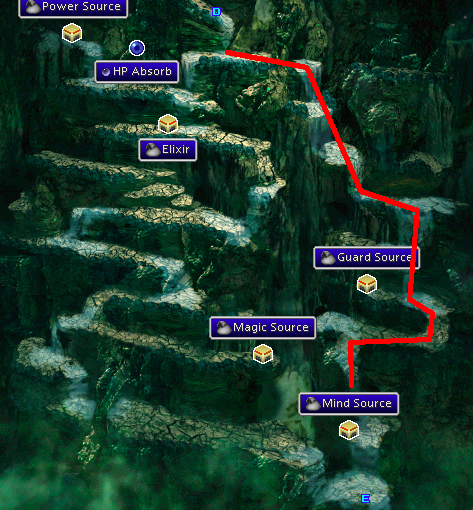 Power Source
D
HP Absorb
Elixir
Guard Source
Magic Source
Mind Source
E